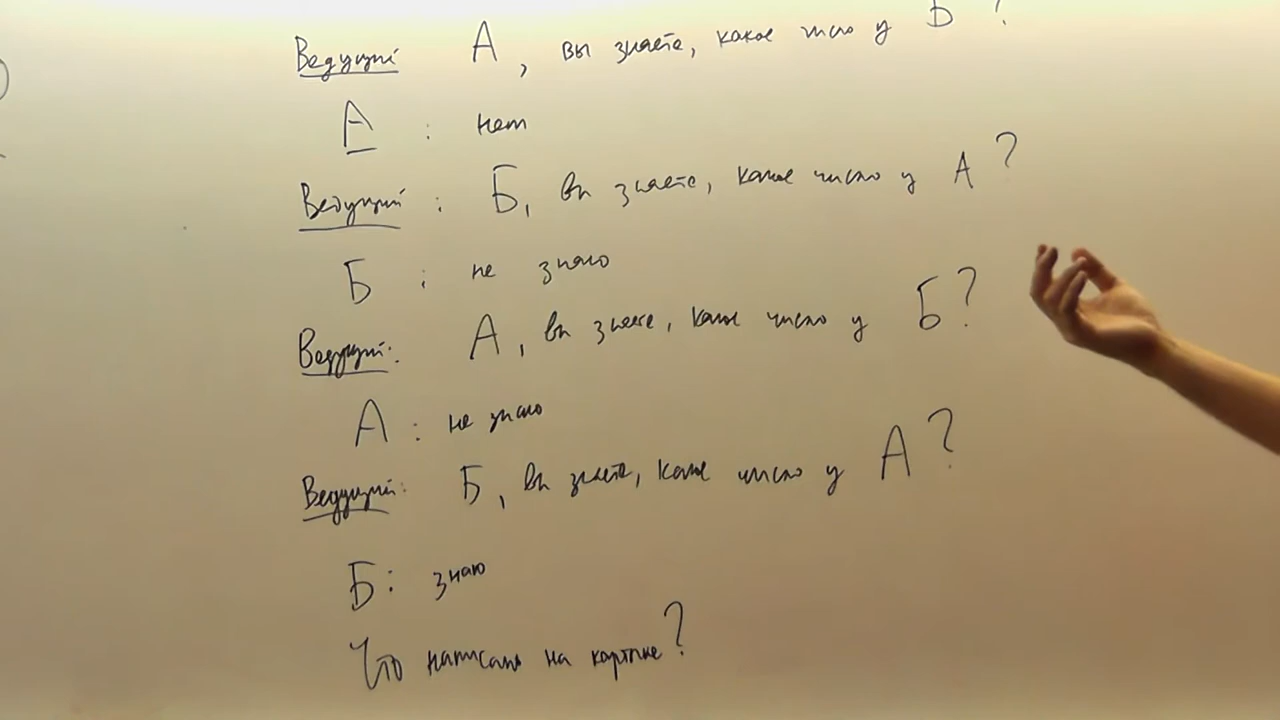 Ведущий А, вы знаете, какое число у Б?
А: нет
Ведущий: Б, вы знаете, какое число у А?
Б: не знаю
Ведущий: А, вы знаете, какое число у Б?
А: не знаю
Ведущий: Б, вы знаете, какое число у А?
Б: знаю
Что написано на карточке?